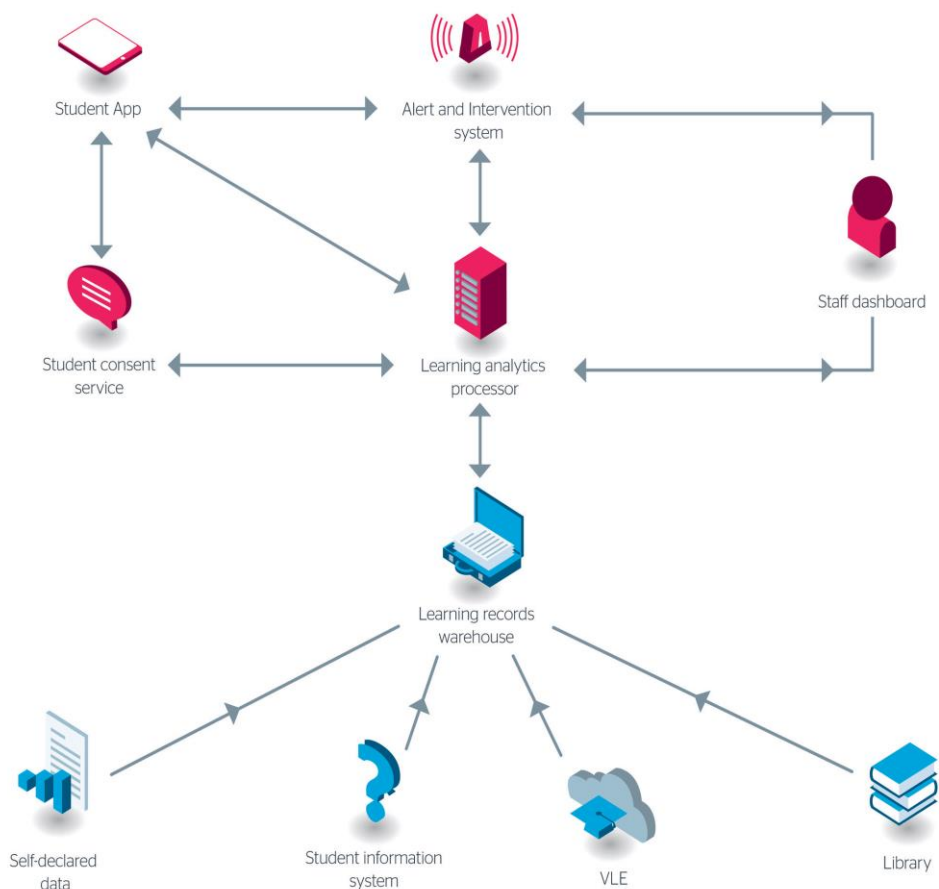 Student App
Alert and Intervention
system
Staff dashboard
Student consent
service
Learning analytics
processor
Learning records
warehouse
Self-declared
data
Student information
system
VLE
Library